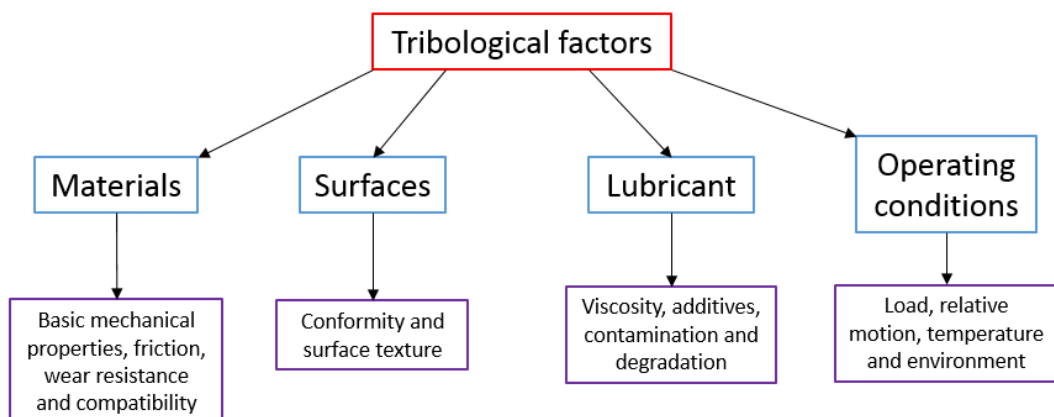 Tribological factors
Materials
Surfaces
Lubricant
Operating
conditions
Basic mechanical
properties, friction,
wear resistance
and compatibility
Conformity and
surface texture
Viscosity, additives,
contamination and
degradation
Load, relative
motion, temperature
and environment